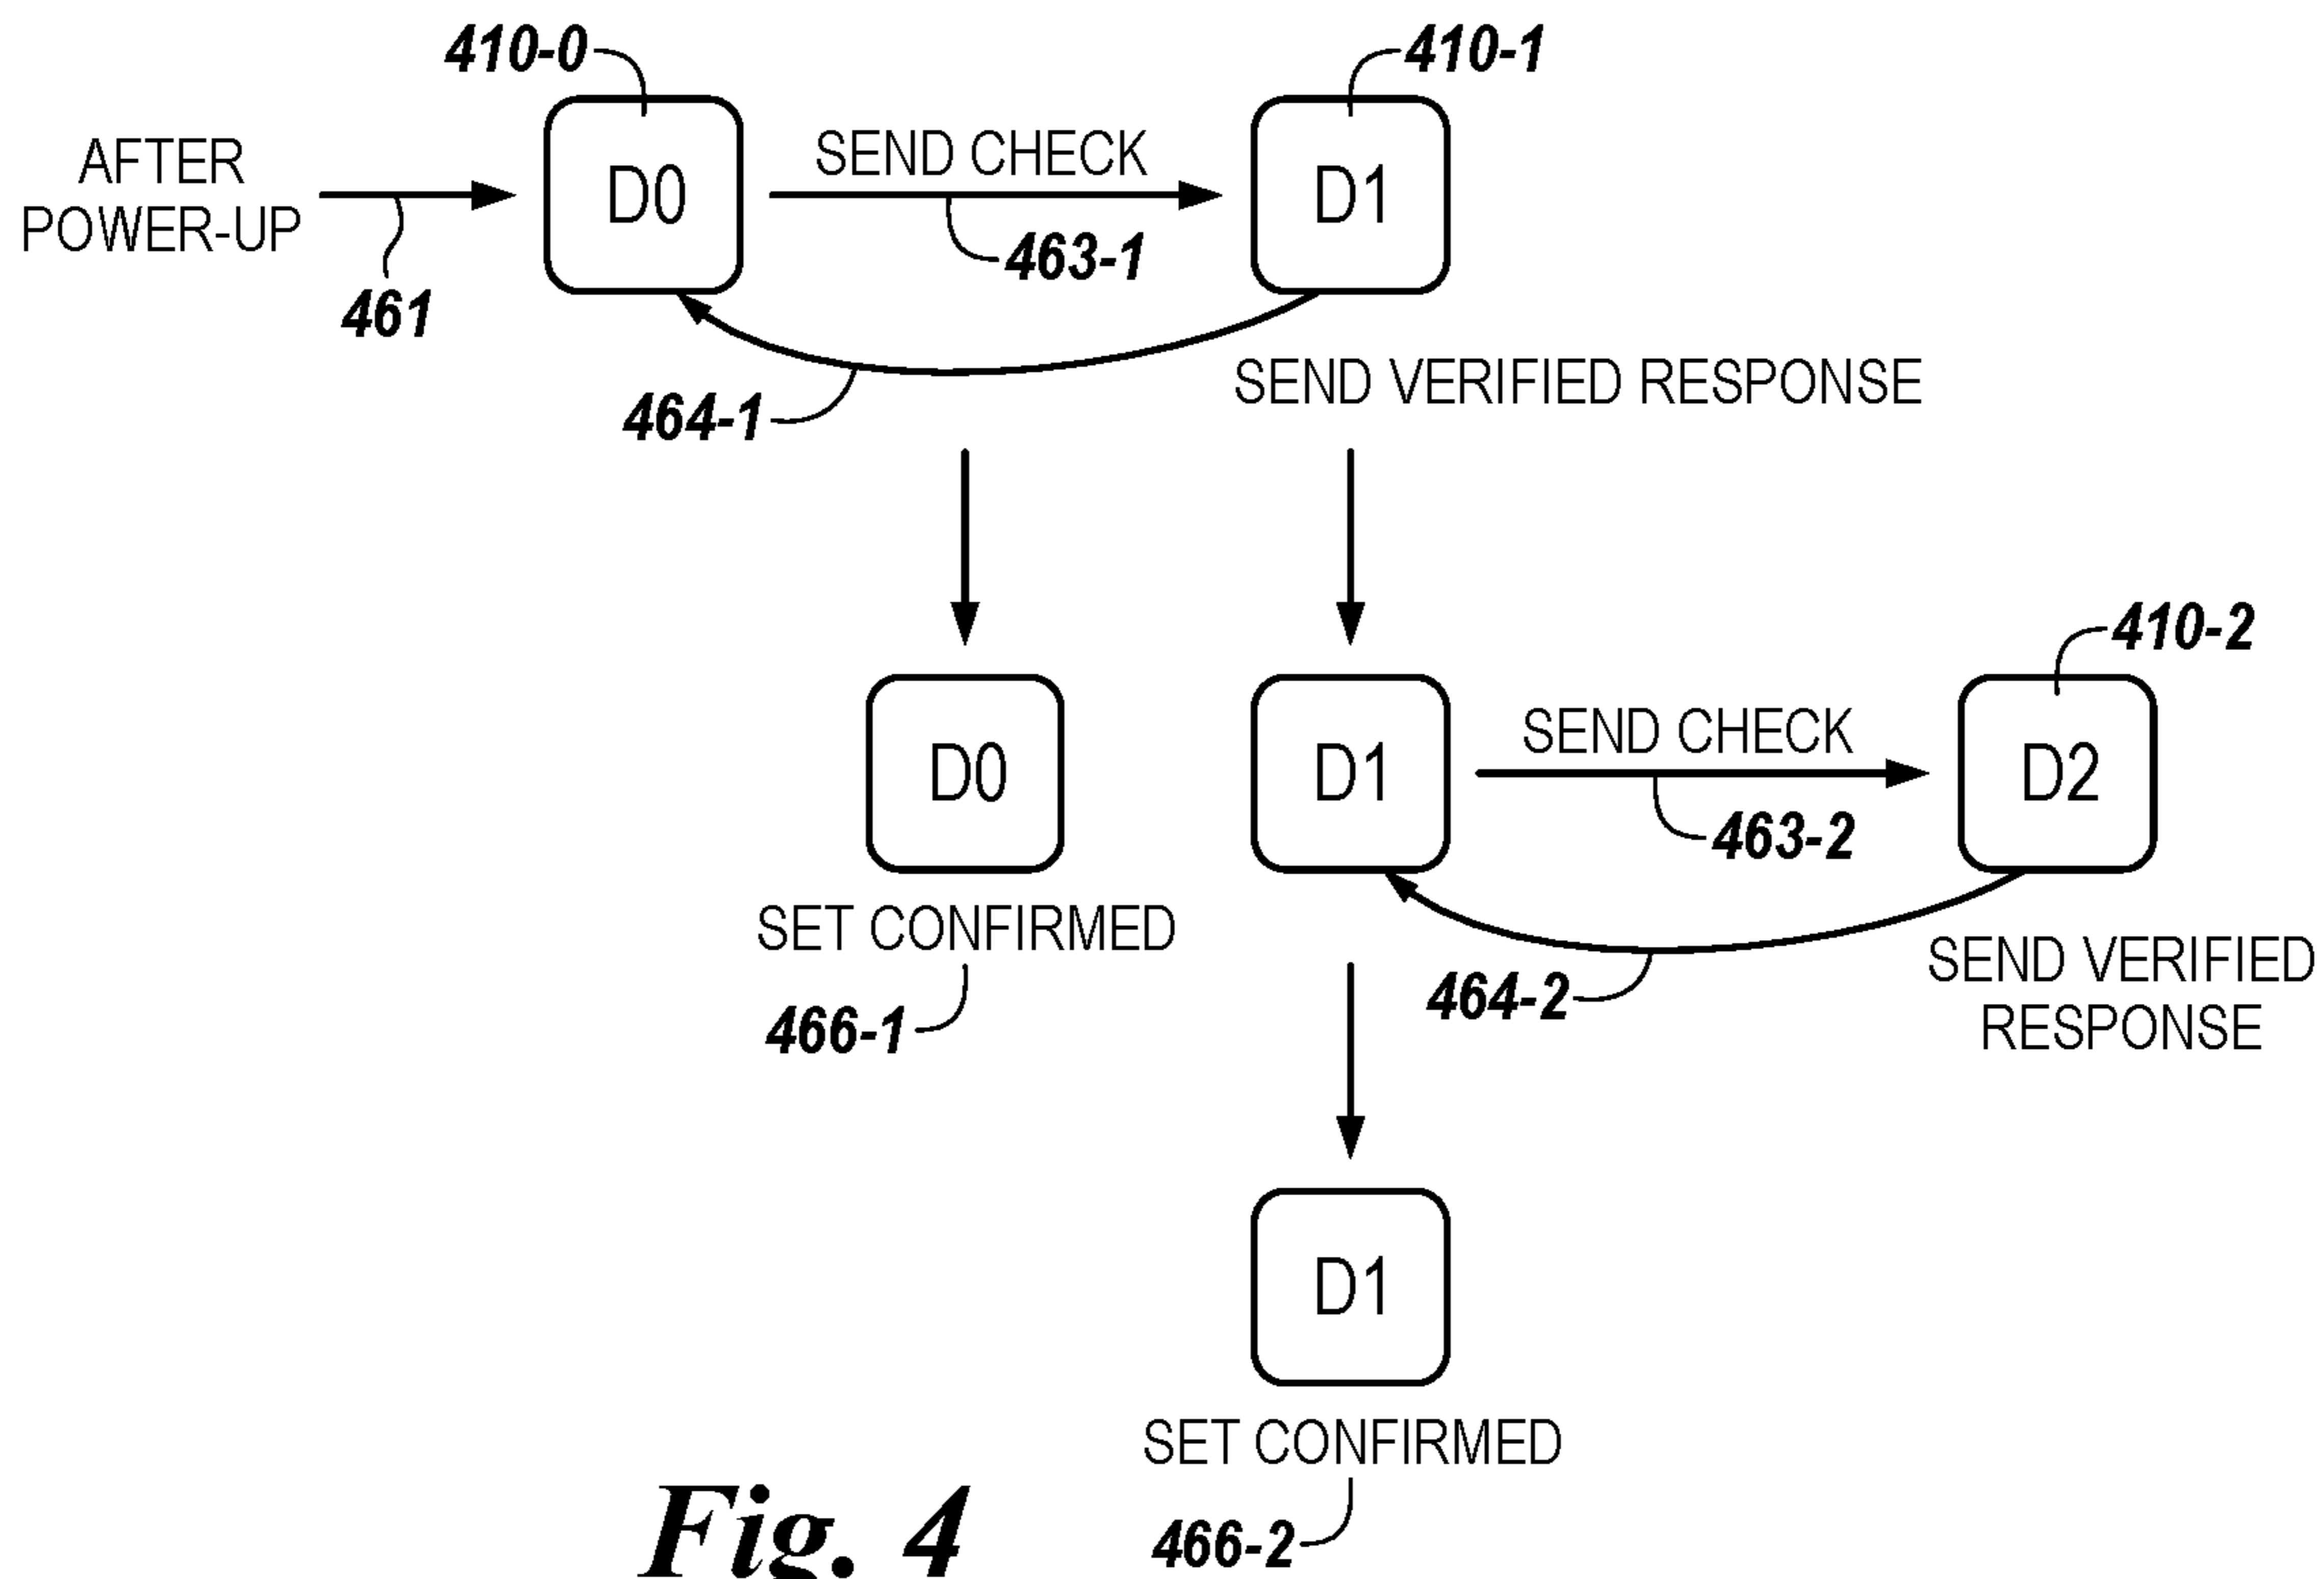 410-0
410-1
AFTER
POWER-UP
D0
SEND CHECK
D1
461
463-1
464-1
SEND VERIFIED RESPONSE
410-2
D0
D1
SEND CHECK
D2
463-2
SET CONFIRMED
466-1
464-2
SEND VERIFIED
RESPONSE
D1
SET CONFIRMED
466-2
Fig. 4